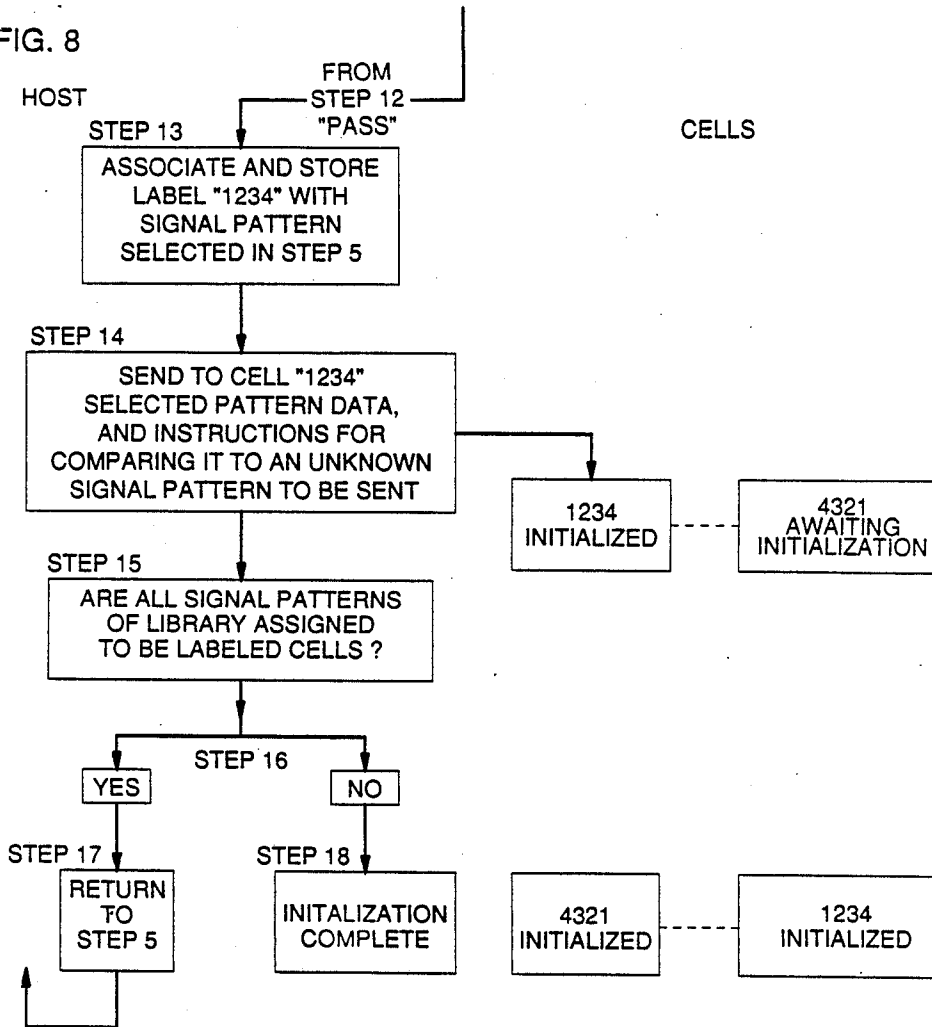 FIG. 8
HOST
FROM
STEP 12
"PASS"
CELLS
STEP 13
ASSOCIATE AND STORE
LABEL "1234" WITH
SIGNAL PATTERN
SELECTED IN STEP 5
STEP 14
SEND TO CELL "1234"
SELECTED PATTERN DATA,
AND INSTRUCTIONS FOR
COMPARING IT TO AN UNKNOWN
SIGNAL PATTERN TO BE SENT
1234
INITIALIZED
4321
AWAITING
INITIALIZATION
STEP 15
ARE ALL SIGNAL PATTERNS
OF LIBRARY ASSIGNED
TO BE LABELED CELLS ?
STEP 16
YES
NO
STEP 17
RETURN
TO
STEP 5
STEP 18
INITALIZATION
COMPLETE
4321
INITIALIZED
1234
INITIALIZED